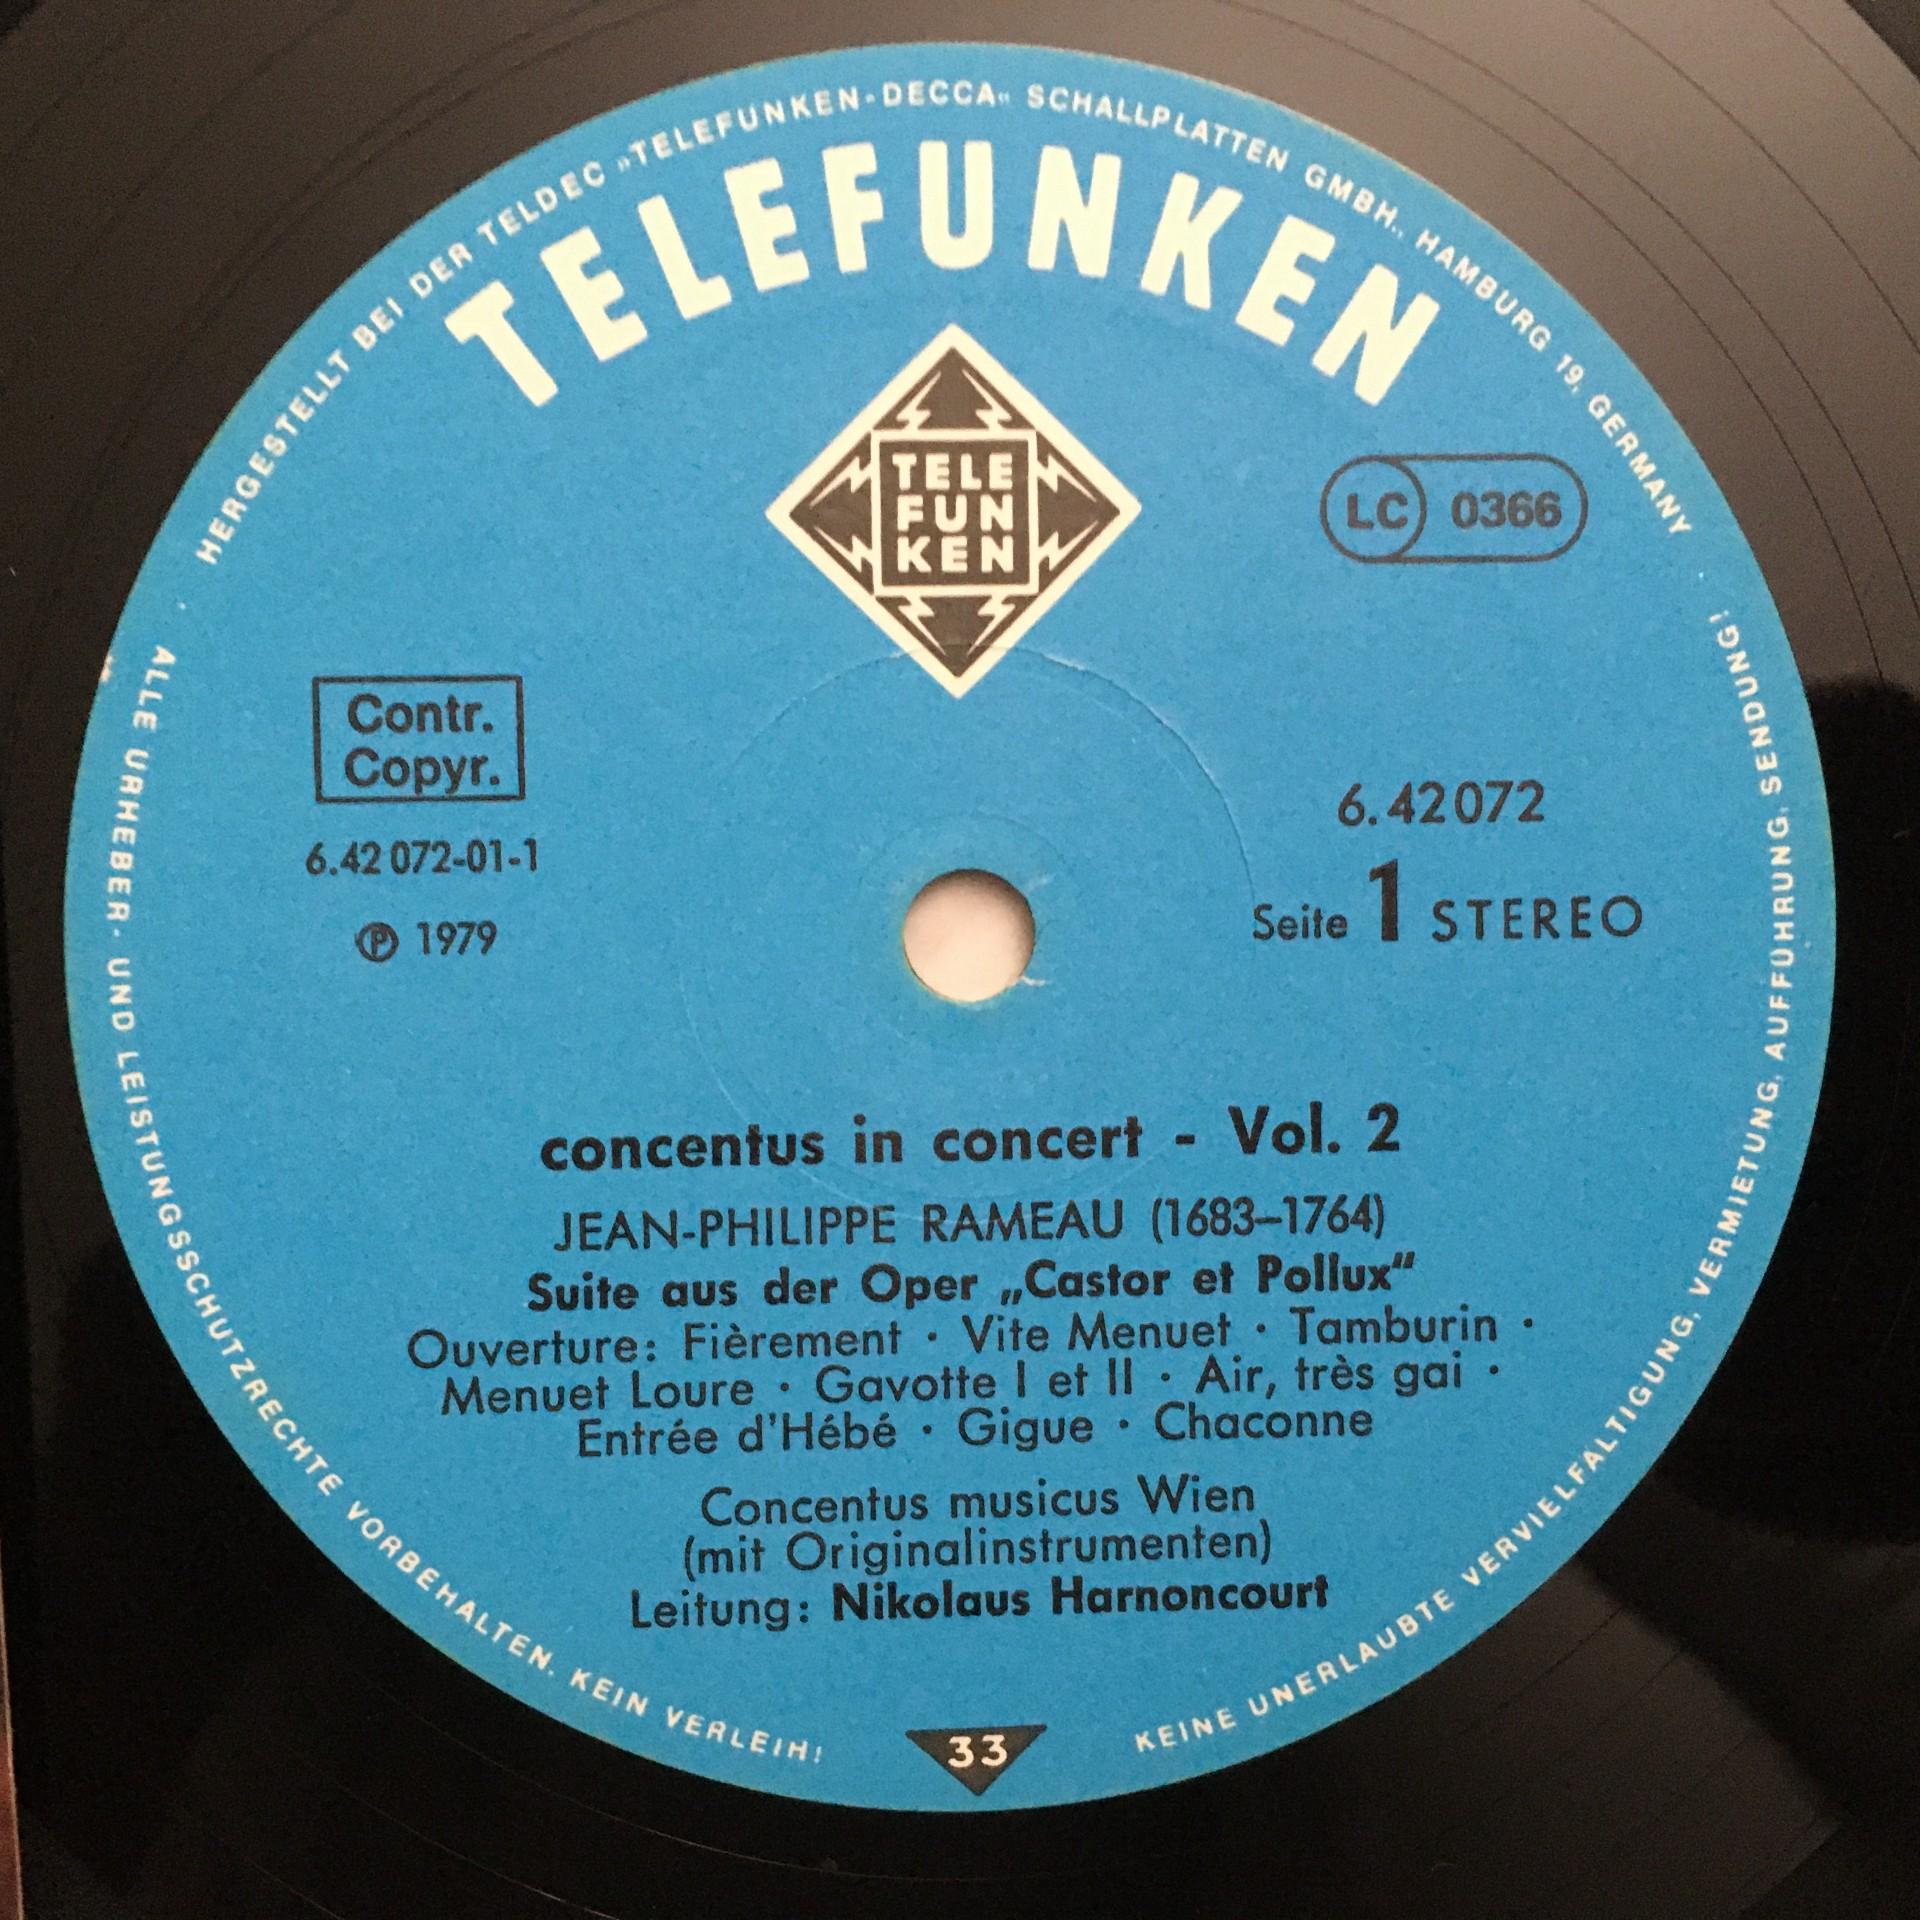 HERGESTELLT BEI DER TELDEC »TELEFUNKEN-DECCA« SCHALLPLATTEN GMBH., HAMBURG 19, GERMANY
TELEFUNKEN
TELE
FUN
KEN
LC 0366
Contr.
Copyr.
6.42072
6.42 072-01-1
Seite 1 STEREO
Ⓟ 1979
concentus in concert - Vol. 2
JEAN-PHILIPPE RAMEAU (1683–1764)
Suite aus der Oper „Castor et Pollux“
Ouverture: Fièrement · Vite Menuet · Tamburin ·
Menuet Loure · Gavotte I et II · Air, très gai ·
Entrée d'Hébé · Gigue · Chaconne
Concentus musicus Wien
(mit Originalinstrumenten)
Leitung: Nikolaus Harnoncourt
33
ALLE URHEBER- UND LEISTUNGSSCHUTZRECHTE VORBEHALTEN. KEIN VERLEIH!
KEINE UNERLAUBTE VERVIELFÄLTIGUNG, VERMIETUNG, AUFFÜHRUNG, SENDUNG!